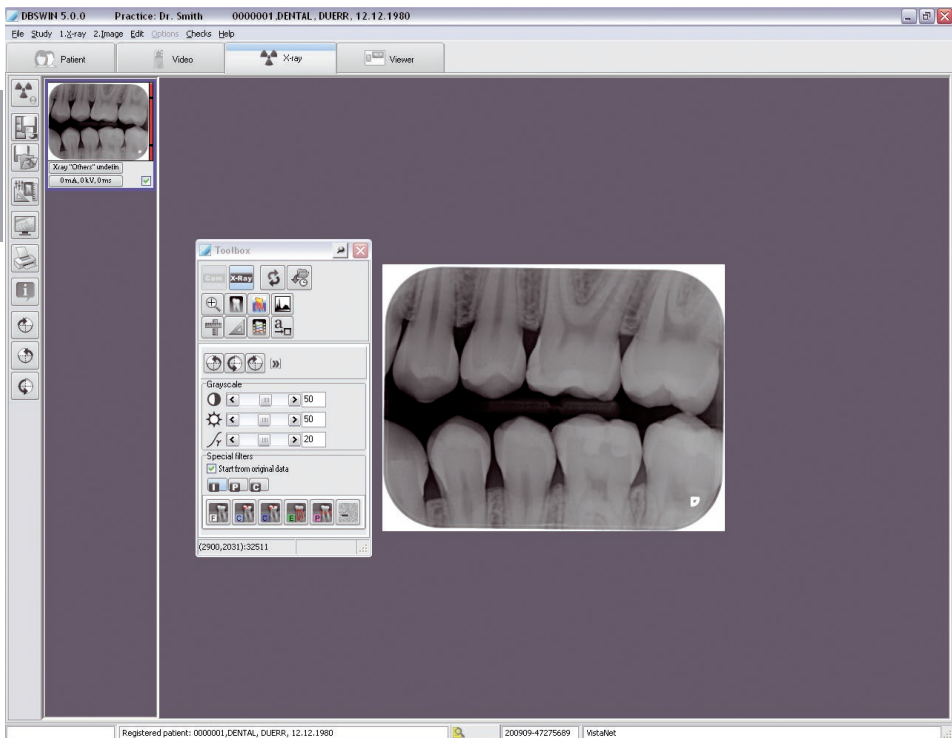 DBSWIN 5.0.0 Practice: Dr. Smith 0000001,DENTAL, DUERR, 12.12.1980
File Study 1.X-ray 2.Image Edit Options Checks Help
Patient Video X-ray Viewer
Xray "Others" undefin
0 mA, 0 kV, 0 ms
Toolbox
Cam X-Ray
a
Grayscale
50
50
20
Special filters
Start from original data
I P C
F C C E P
(2900,2031):32511
Registered patient: 0000001,DENTAL, DUERR, 12.12.1980 200909-47275689 VistaNet